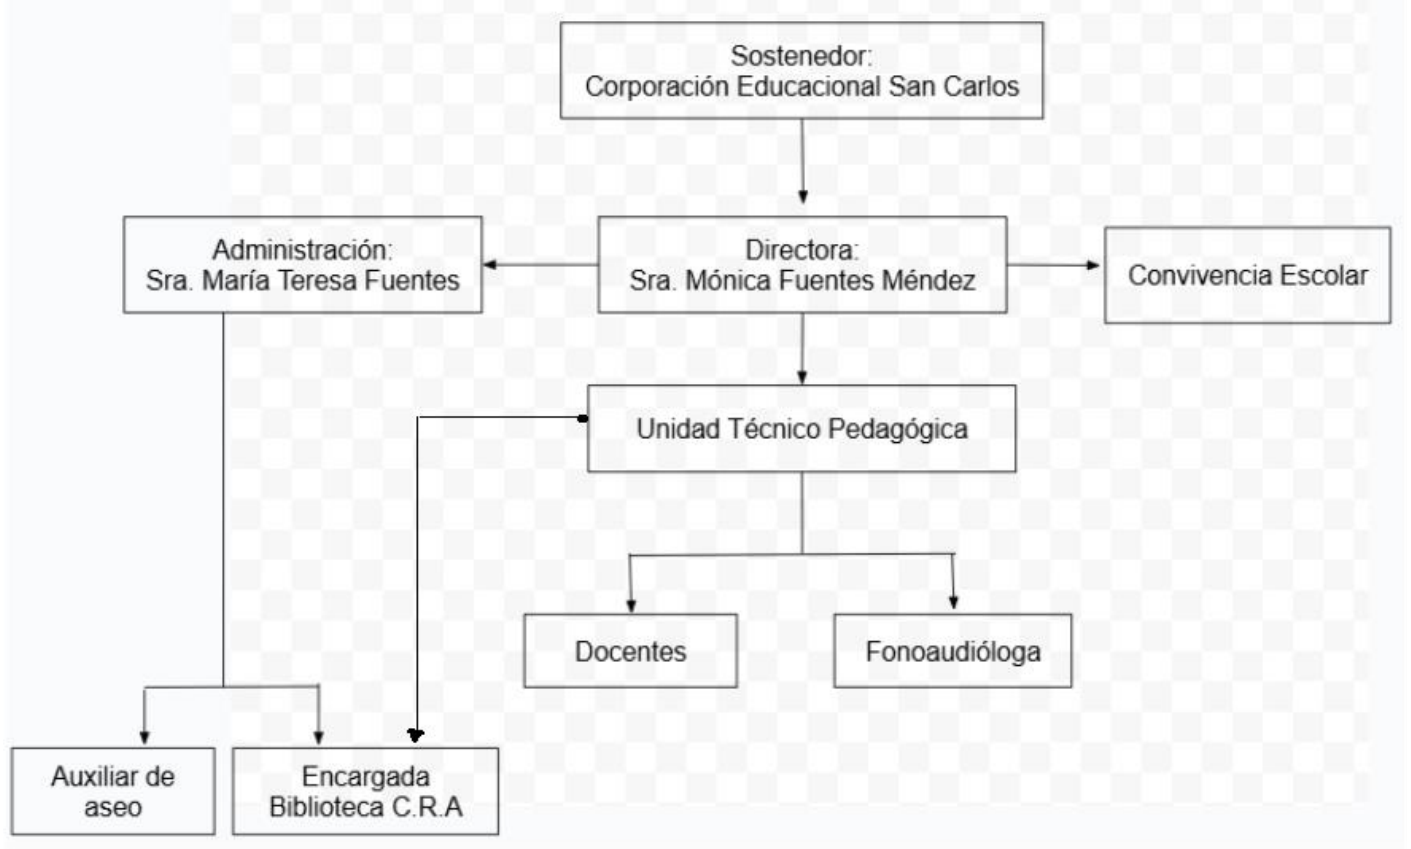 Sostenedor:
Corporación Educacional San Carlos
Administración:
Sra. María Teresa Fuentes
Directora:
Sra. Mónica Fuentes Méndez
Convivencia Escolar
Unidad Técnico Pedagógica
Docentes
Fonoaudióloga
Auxiliar de
aseo
Encargada
Biblioteca C.R.A